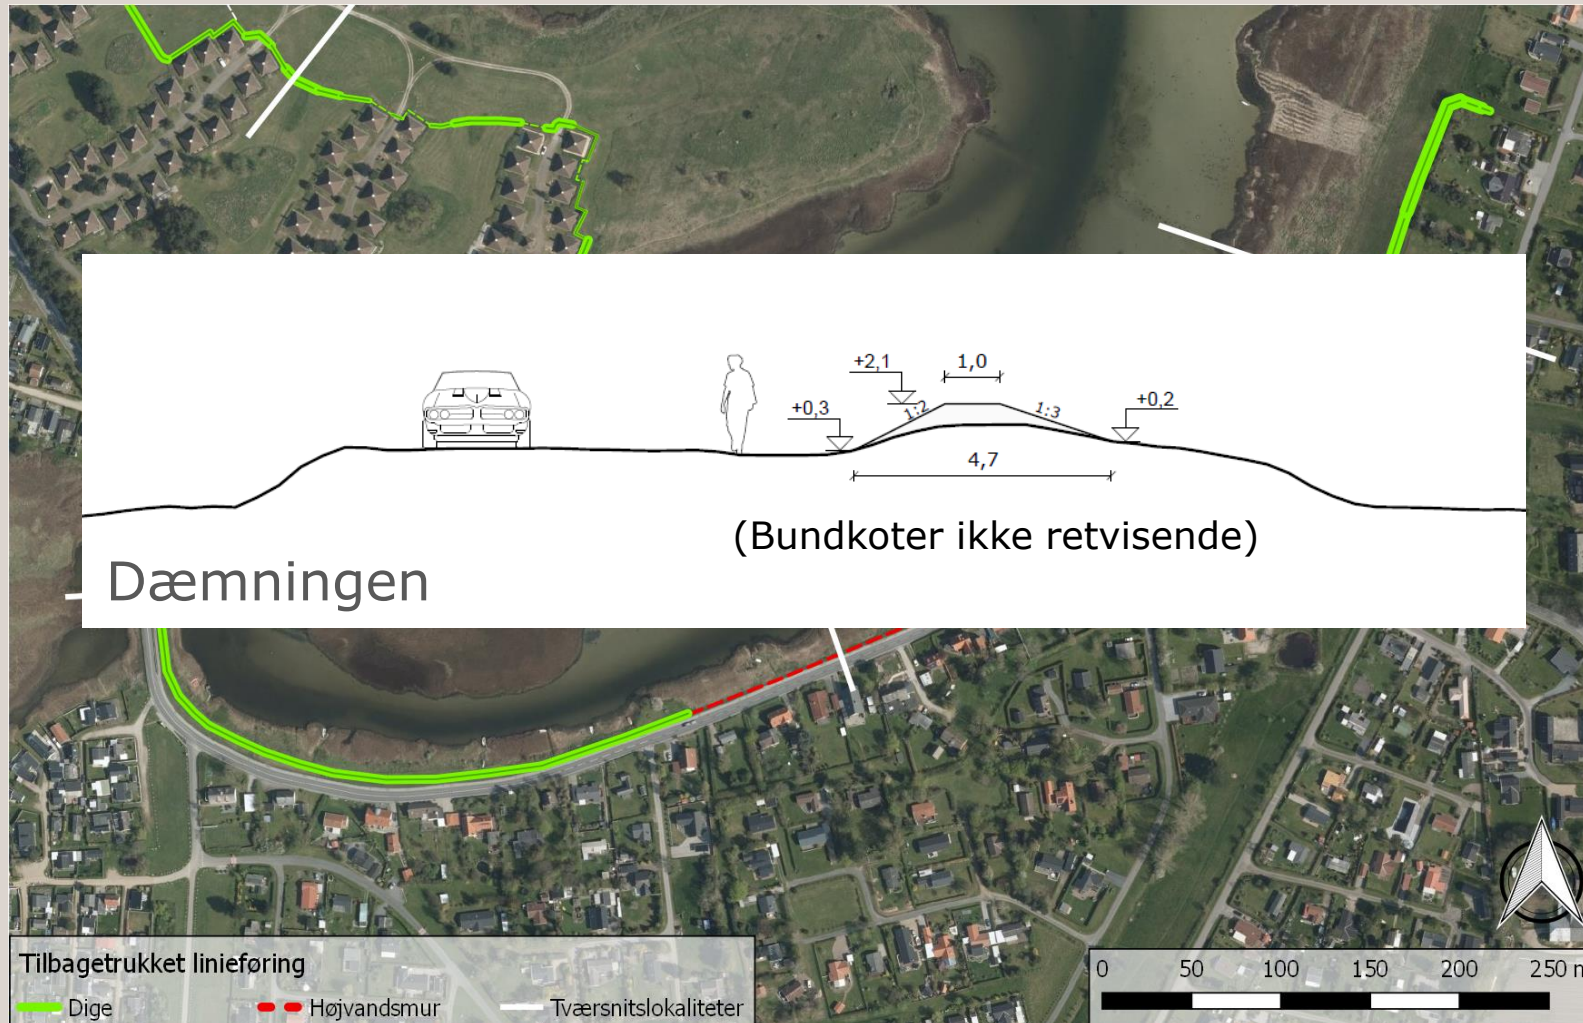 +2,1
1,0
+0,3
1:2
1:3
+0,2
4,7
(Bundkoter ikke retvisende)
Dæmningen
Tilbagetrukket linieføring
Dige
Højvandsmur
Tværsnitslokaliteter
0 50 100 150 200 250 m